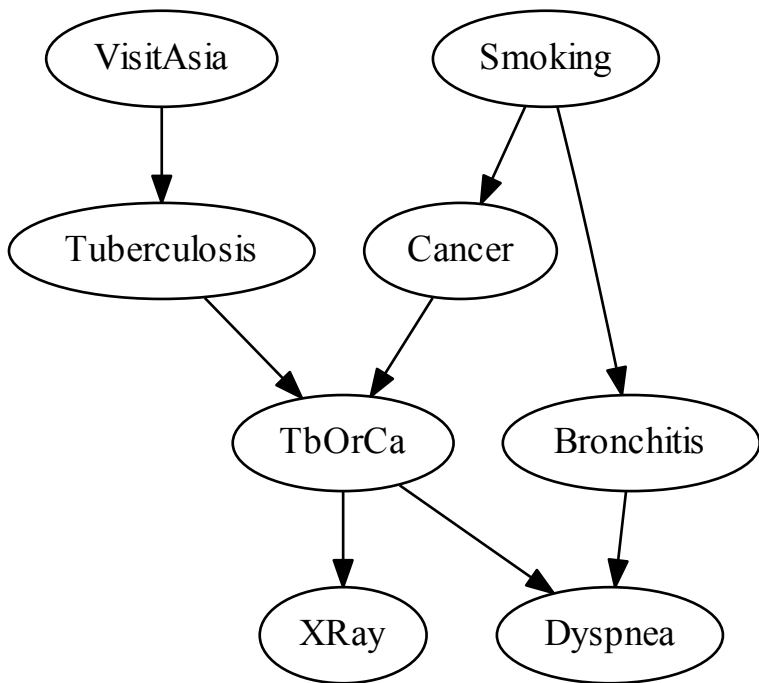 VisitAsia
Smoking
Tuberculosis
Cancer
TbOrCa
Bronchitis
XRay
Dyspnea